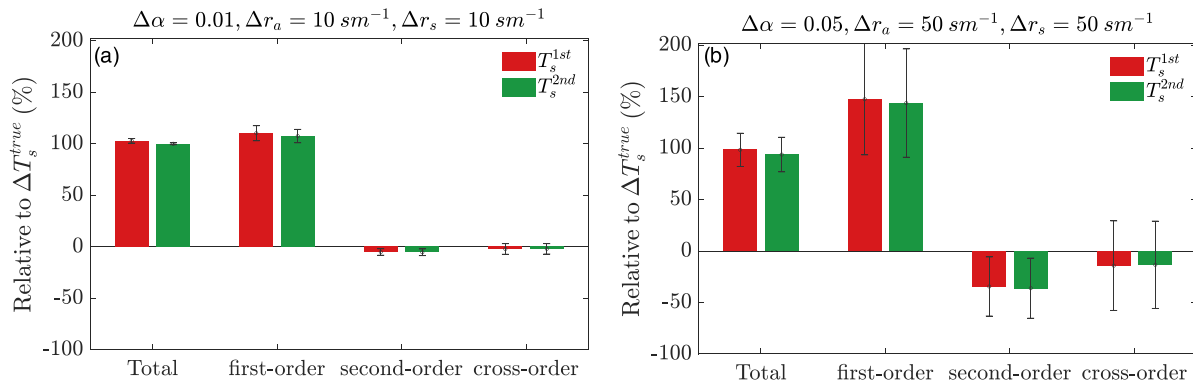 Δα = 0.01, Δr_a = 10 sm⁻¹, Δr_s = 10 sm⁻¹
(a)
T_s^{1st}
T_s^{2nd}
Relative to ΔT_s^{true} (%)
200
150
100
50
0
-50
-100
Total first-order second-order cross-order
Δα = 0.05, Δr_a = 50 sm⁻¹, Δr_s = 50 sm⁻¹
(b)
T_s^{1st}
T_s^{2nd}
Relative to ΔT_s^{true} (%)
200
150
100
50
0
-50
-100
Total first-order second-order cross-order